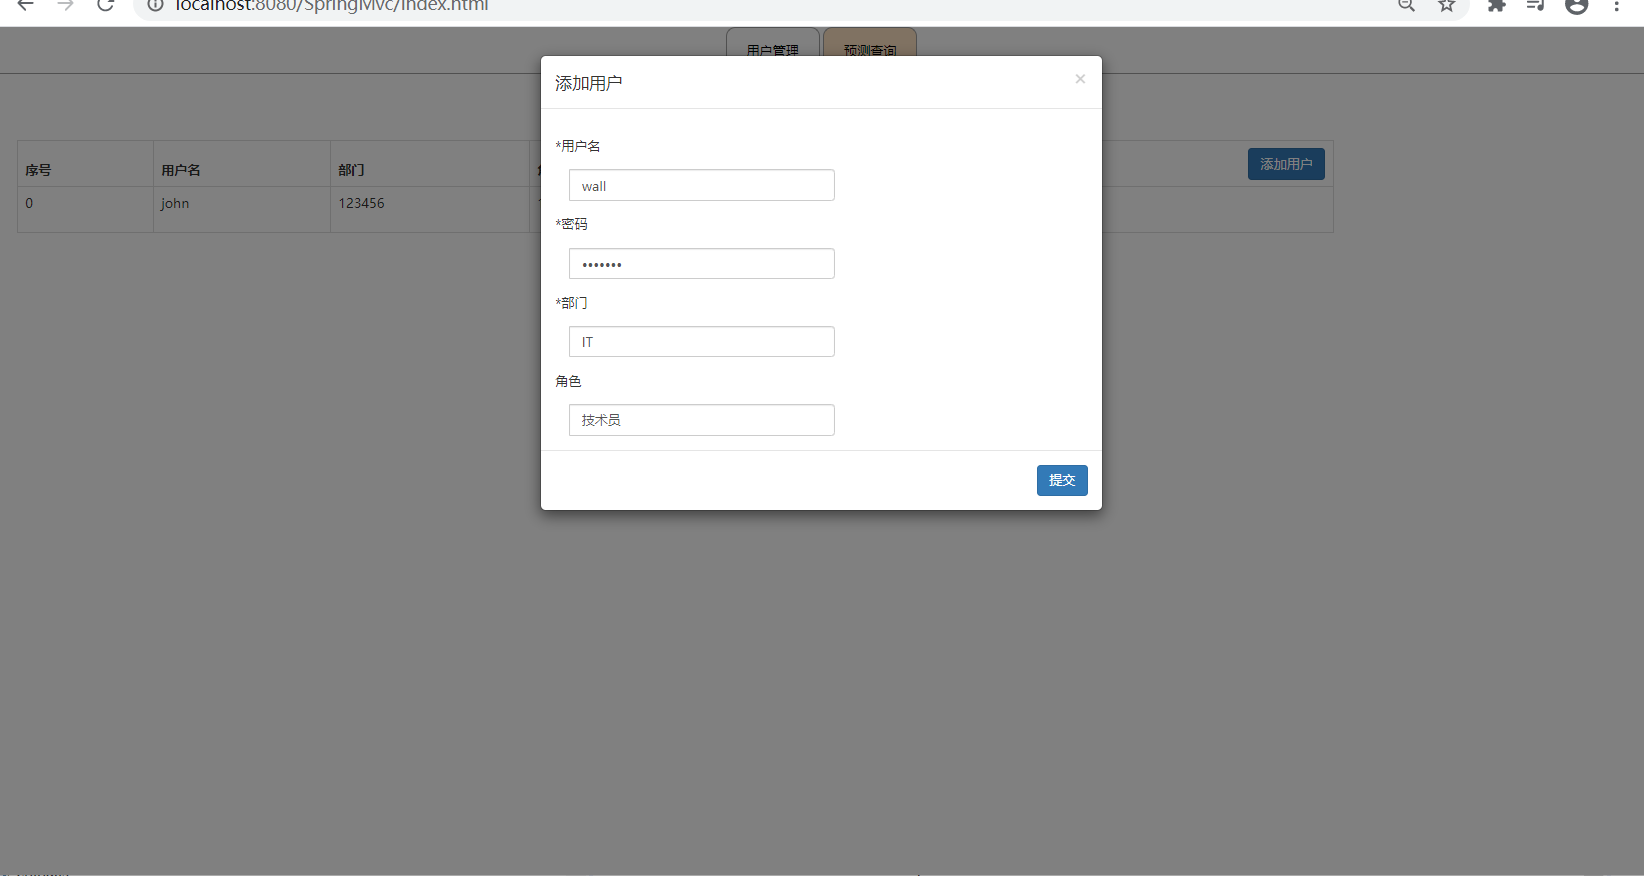 localhost:8080/SpringMvc/index.html
用户管理 预测查询
添加用户 ×
*用户名
wall
*密码
•••••••
*部门
IT
角色
技术员
提交
序号 用户名 部门 添加用户
0 john 123456